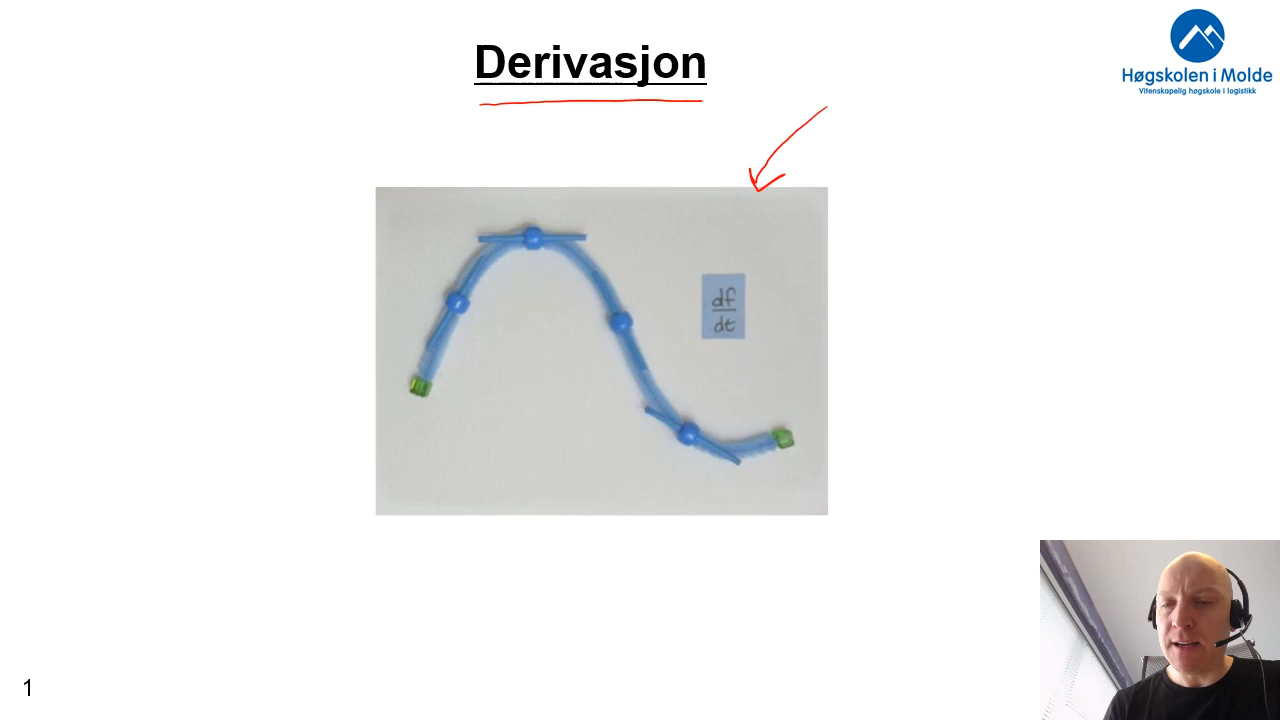 Derivasjon
Høgskolen i Molde
Vitenskapelig høgskole i logistikk
df
dt
1